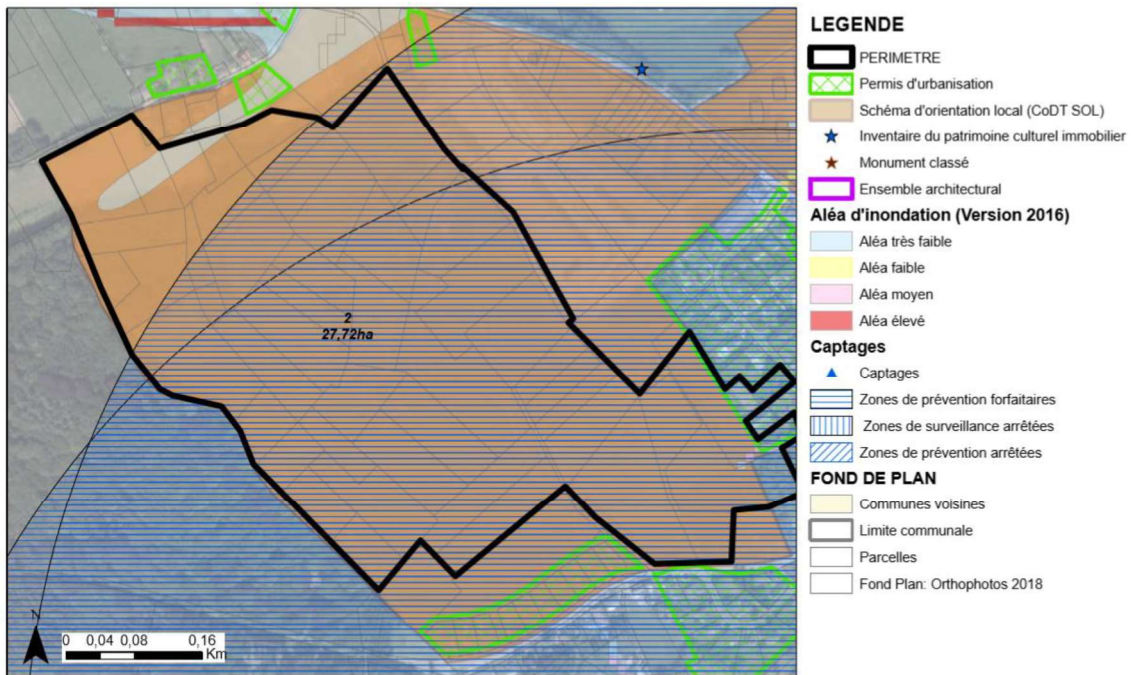 2
27,72ha
N
0 0,04 0,08 0,16
Km
LEGENDE
PERIMETRE
Permis d'urbanisation
Schéma d'orientation local (CoDT SOL)
Inventaire du patrimoine culturel immobilier
Monument classé
Ensemble architectural
Aléa d'inondation (Version 2016)
Aléa très faible
Aléa faible
Aléa moyen
Aléa élevé
Captages
Captages
Zones de prévention forfaitaires
Zones de surveillance arrêtées
Zones de prévention arrêtées
FOND DE PLAN
Communes voisines
Limite communale
Parcelles
Fond Plan: Orthophotos 2018